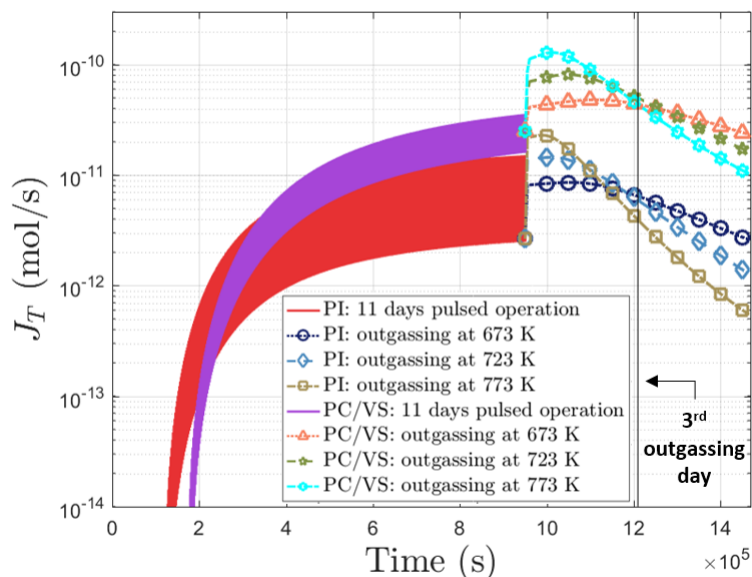 10^-10
10^-11
10^-12
10^-13
10^-14
J_T (mol/s)
PI: 11 days pulsed operation
PI: outgassing at 673 K
PI: outgassing at 723 K
PI: outgassing at 773 K
PC/VS: 11 days pulsed operation
PC/VS: outgassing at 673 K
PC/VS: outgassing at 723 K
PC/VS: outgassing at 773 K
3rd
outgassing
day
0 2 4 6 8 10 12 14
×10^5
Time (s)